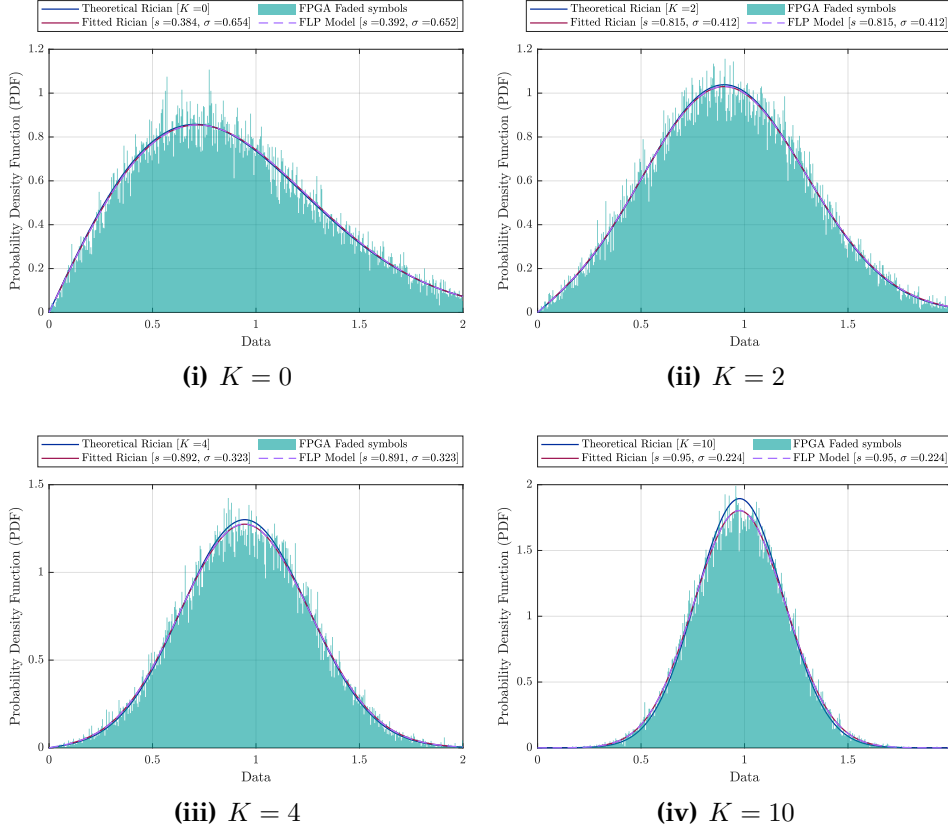 Theoretical Rician [K =0] FPGA Faded symbols
Fitted Rician [s =0.384, σ =0.654] FLP Model [s =0.392, σ =0.652]
Probability Density Function (PDF)
1.2
1
0.8
0.6
0.4
0.2
0
0 0.5 1 1.5 2
Data
(i) K = 0
Theoretical Rician [K =2] FPGA Faded symbols
Fitted Rician [s =0.815, σ =0.412] FLP Model [s =0.815, σ =0.412]
Probability Density Function (PDF)
1.2
1
0.8
0.6
0.4
0.2
0
0 0.5 1 1.5
Data
(ii) K = 2
Theoretical Rician [K =4] FPGA Faded symbols
Fitted Rician [s =0.892, σ =0.323] FLP Model [s =0.891, σ =0.323]
Probability Density Function (PDF)
1.5
1
0.5
0
0 0.5 1 1.5 2
Data
(iii) K = 4
Theoretical Rician [K =10] FPGA Faded symbols
Fitted Rician [s =0.95, σ =0.224] FLP Model [s =0.95, σ =0.224]
Probability Density Function (PDF)
2
1.5
1
0.5
0
0 0.5 1 1.5
Data
(iv) K = 10